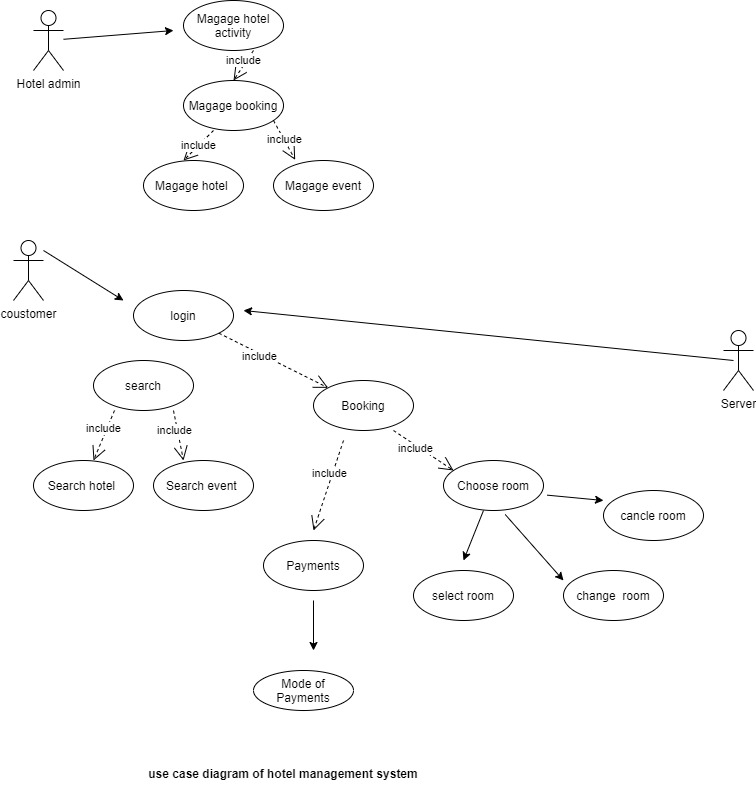 Magage hotel
activity
Hotel admin
include
Magage booking
include
include
Magage hotel
Magage event
coustomer
login
include
Server
search
Booking
include
include
include
include
Search hotel
Search event
Choose room
cancle room
Payments
select room
change  room
Mode of
Payments
use case diagram of hotel management system